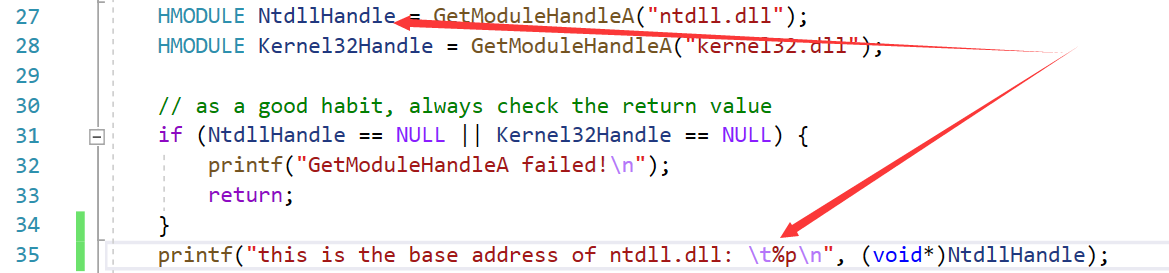 27 HMODULE NtdllHandle = GetModuleHandleA("ntdll.dll");
28 HMODULE Kernel32Handle = GetModuleHandleA("kernel32.dll");
29
30 // as a good habit, always check the return value
31 if (NtdllHandle == NULL || Kernel32Handle == NULL) {
32 printf("GetModuleHandleA failed!\n");
33 return;
34 }
35 printf("this is the base address of ntdll.dll: \t%p\n", (void*)NtdllHandle);